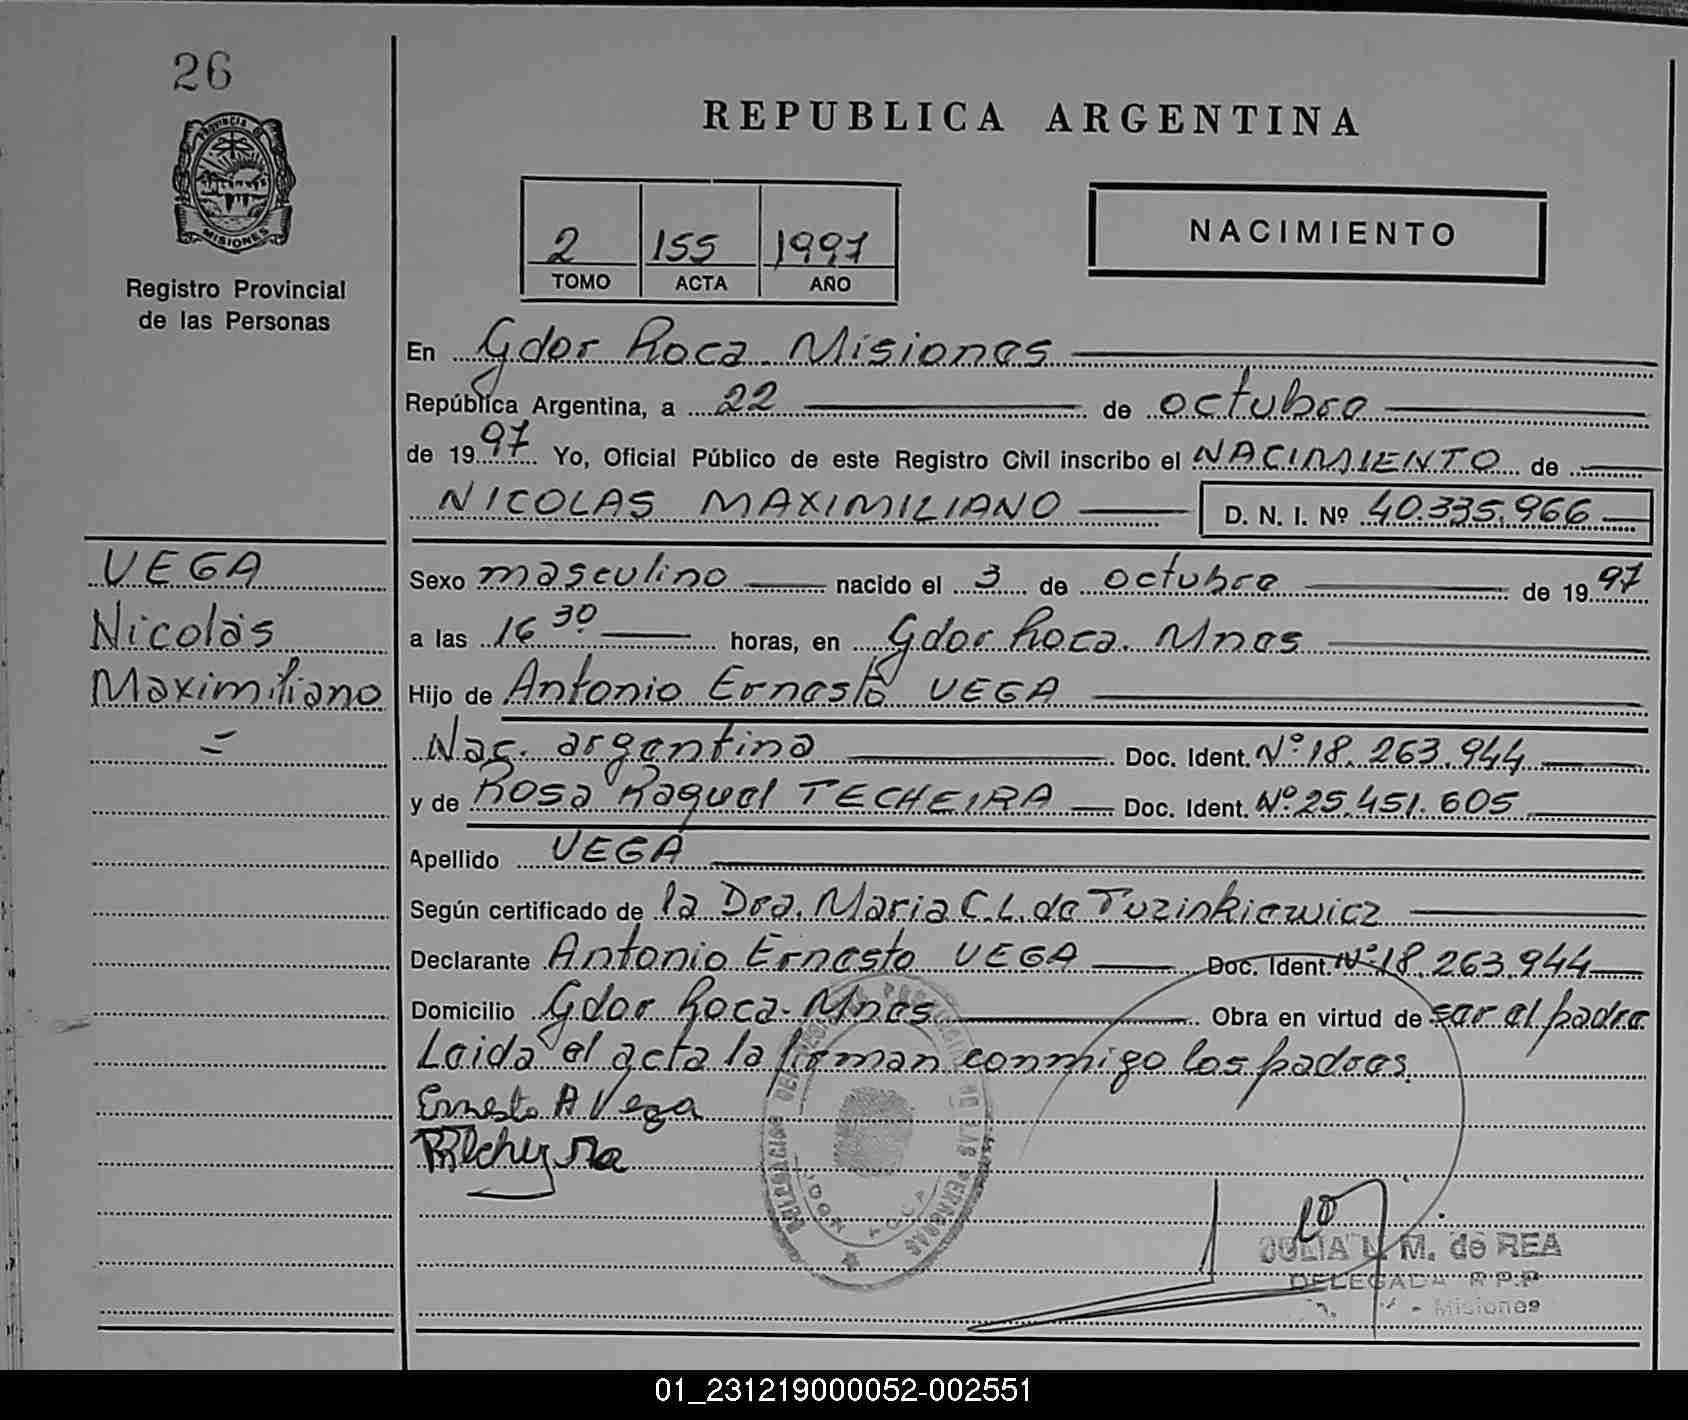 26
PROVINCIA DE
MISIONES
Registro Provincial
de las Personas
REPUBLICA ARGENTINA
2 155 1997
TOMO ACTA AÑO
NACIMIENTO
En Gdor Roca Misiones
República Argentina, a 22 de octubre
de 1997 Yo, Oficial Público de este Registro Civil inscribo el NACIMIENTO de
NICOLAS MAXIMILIANO D. N. I. Nº 40.335.966
VEGA
Nicolás
Maximiliano
=
Sexo masculino nacido el 3 de octubre de 1997
a las 16 30 horas, en Gdor Roca. Mnes
Hijo de Antonio Ernesto VEGA
Nac. argentina Doc. Ident. Nº 18.263.944
y de Rosa Raquel TECHEIRA Doc. Ident. Nº 25.451.605
Apellido VEGA
Según certificado de la Dra. Maria C.L. de Tuzinkiewicz
Declarante Antonio Ernesto VEGA Doc. Ident. Nº 18.263.944
Domicilio Gdor Roca. Mnes Obra en virtud de ser el padre
Leida el acta la firman conmigo los padres.
Ernesto A Vega
JULIA L. M. de REA
DELEGADA R.P.P
- Misiones
01_231219000052-002551